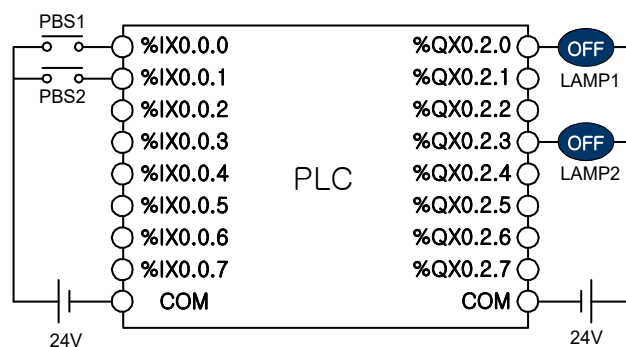 PBS1
%IX0.0.0
%QX0.2.0
OFF
%IX0.0.1
%QX0.2.1
LAMP1
PBS2
%IX0.0.2
%QX0.2.2
%IX0.0.3
%QX0.2.3
OFF
%IX0.0.4
PLC
%QX0.2.4
LAMP2
%IX0.0.5
%QX0.2.5
%IX0.0.6
%QX0.2.6
%IX0.0.7
%QX0.2.7
COM
COM
24V
24V